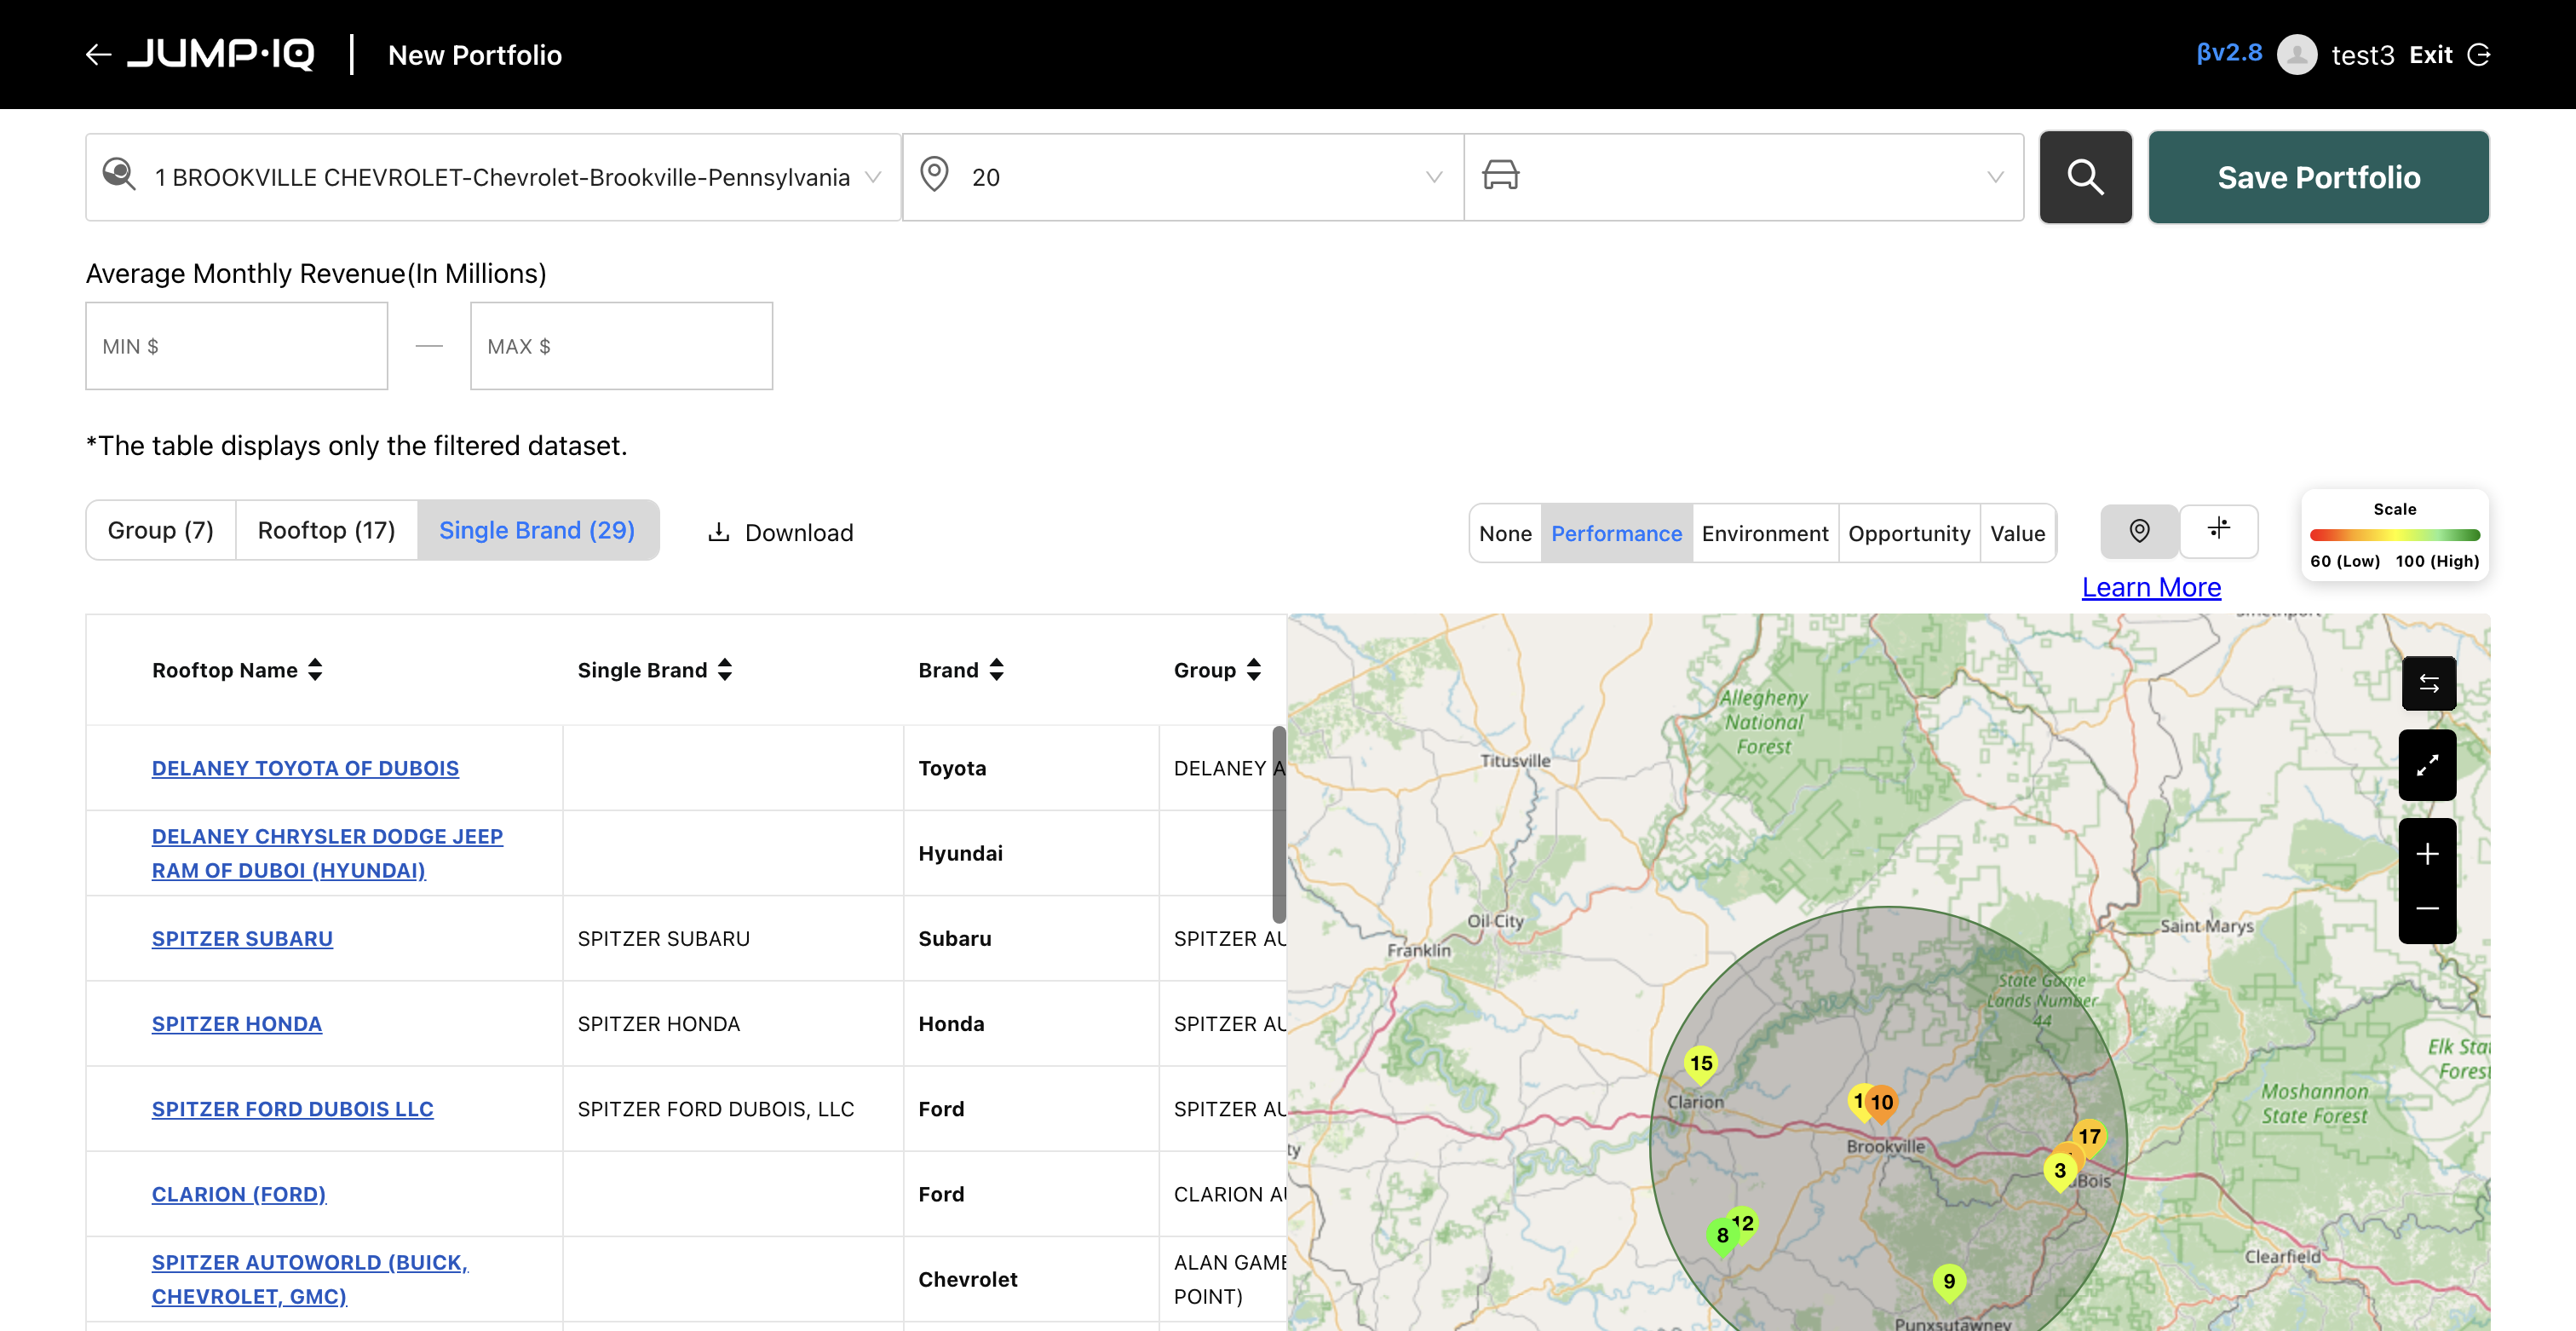 JUMP·IQ | New Portfolio
βv2.8 test3 Exit
1 BROOKVILLE CHEVROLET-Chevrolet-Brookville-Pennsylvania
20
Save Portfolio
Average Monthly Revenue(In Millions)
MIN $ — MAX $
*The table displays only the filtered dataset.
Group (7) Rooftop (17) Single Brand (29) Download
None Performance Environment Opportunity Value
Scale
60 (Low) 100 (High)
Learn More
Rooftop Name Single Brand Brand Group
DELANEY TOYOTA OF DUBOIS Toyota DELANEY A
DELANEY CHRYSLER DODGE JEEP
RAM OF DUBOI (HYUNDAI) Hyundai
SPITZER SUBARU SPITZER SUBARU Subaru SPITZER AU
SPITZER HONDA SPITZER HONDA Honda SPITZER AU
SPITZER FORD DUBOIS LLC SPITZER FORD DUBOIS, LLC Ford SPITZER AU
CLARION (FORD) Ford CLARION AU
SPITZER AUTOWORLD (BUICK,
CHEVROLET, GMC) Chevrolet ALAN GAME
POINT)
Allegheny
National
Forest
Titusville
Oil City
Franklin
Saint Marys
State Game
Lands Number
44
Elk Stat
Forest
Moshannon
State Forest
15
Clarion
1 10
Brookville
17
3
uBois
12
8
Clearfield
9
Punxsutawney